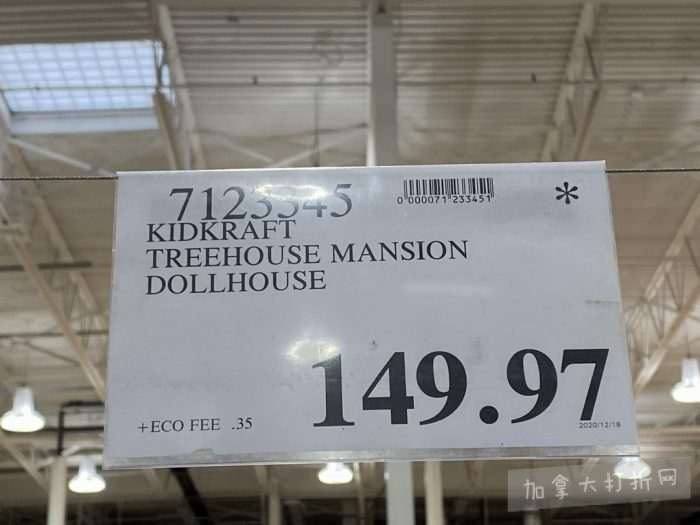 7123345
0 000071 233451
*
KIDKRAFT
TREEHOUSE MANSION
DOLLHOUSE
149.97
+ECO FEE .35
2020/12/18
加拿大打折网